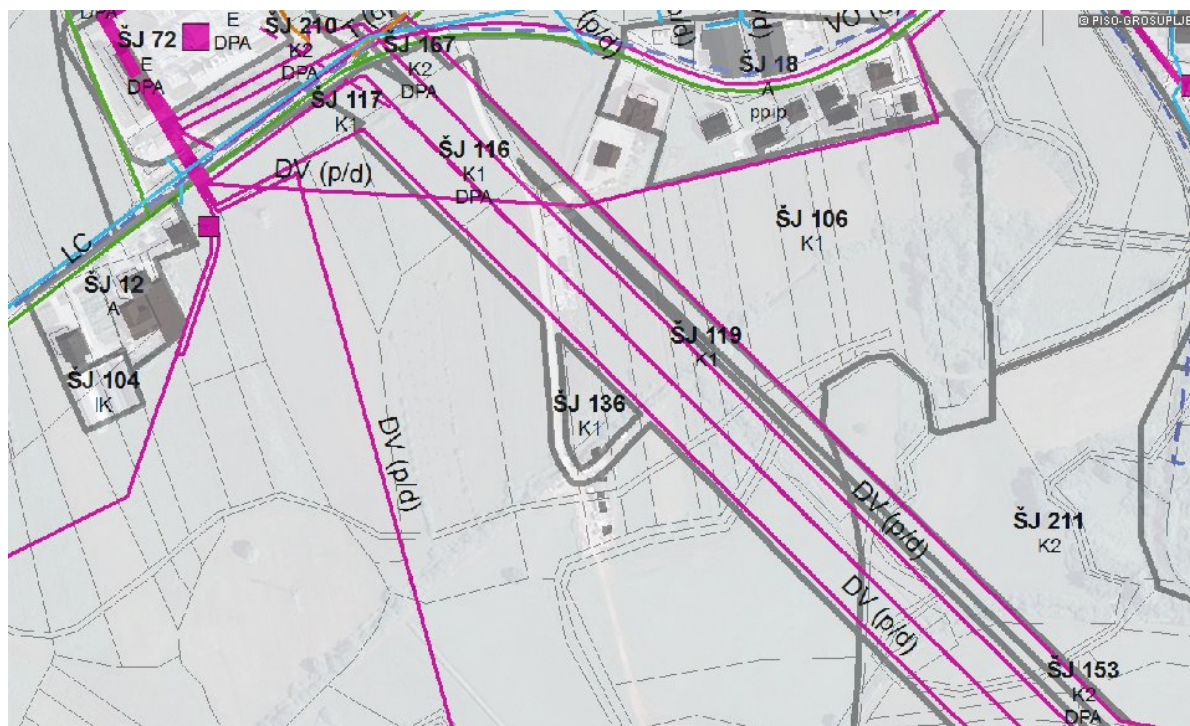 © PISO-GROSUPLJE
DPA
E
DPA
ŠJ 72
E
DPA
ŠJ 210
K2
DPA
ŠJ 167
K2
DPA
(p/d)
(p/d)
(p/d)
ŠJ 18
A
ppip
ŠJ 117
K1
ŠJ 116
K1
DPA
DV (p/d)
ŠJ 106
K1
LC
ŠJ 12
A
ŠJ 104
IK
ŠJ 119
K1
ŠJ 136
K1
DV (p/d)
DV (p/d)
DV (p/d)
ŠJ 211
K2
ŠJ 153
K2
DPA